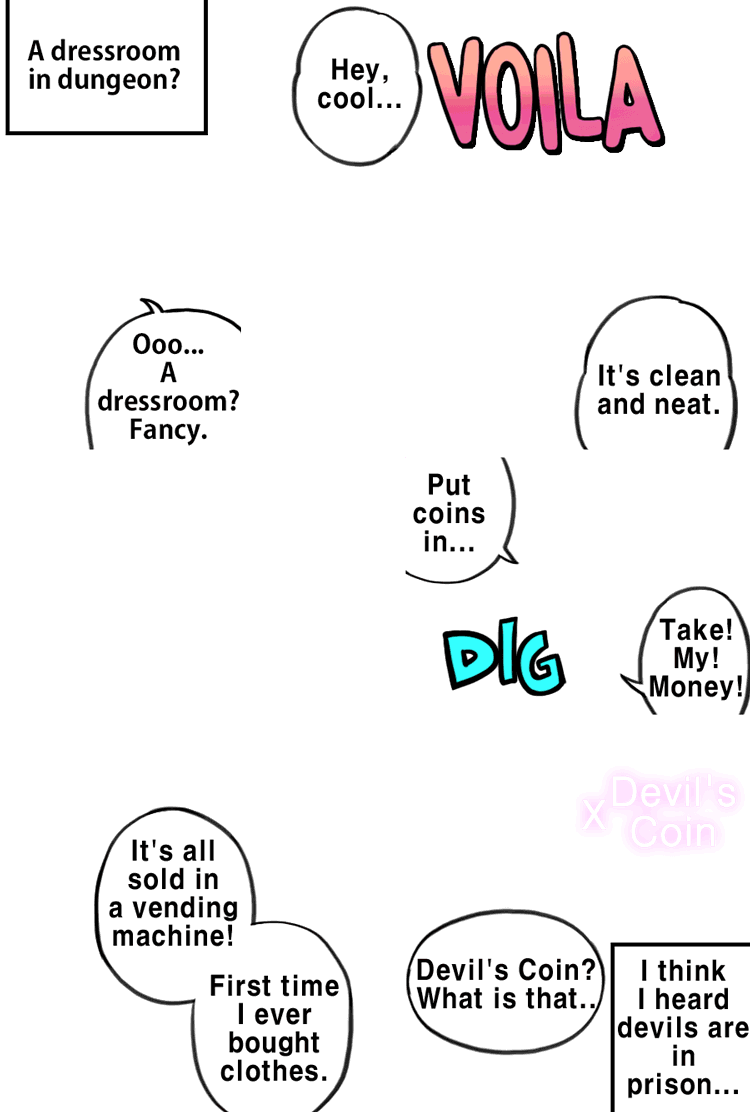 A dressroom
in dungeon?
Hey,
cool...
VOILA
Ooo...
A
dressroom?
Fancy.
It's clean
and neat.
Put
coins
in...
DIG
Take!
My!
Money!
x Devil's
Coin
It's all
sold in
a vending
machine!
First time
I ever
bought
clothes.
Devil's Coin?
What is that..
I think
I heard
devils are
in
prison...